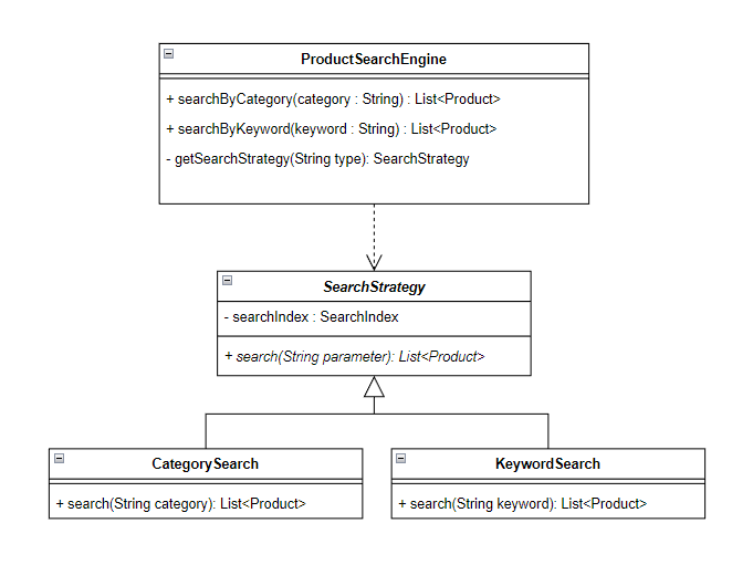 ProductSearchEngine
+ searchByCategory(category : String) : List<Product>
+ searchByKeyword(keyword : String) : List<Product>
- getSearchStrategy(String type): SearchStrategy
SearchStrategy
- searchIndex : SearchIndex
+ search(String parameter): List<Product>
CategorySearch
+ search(String category): List<Product>
KeywordSearch
+ search(String keyword): List<Product>